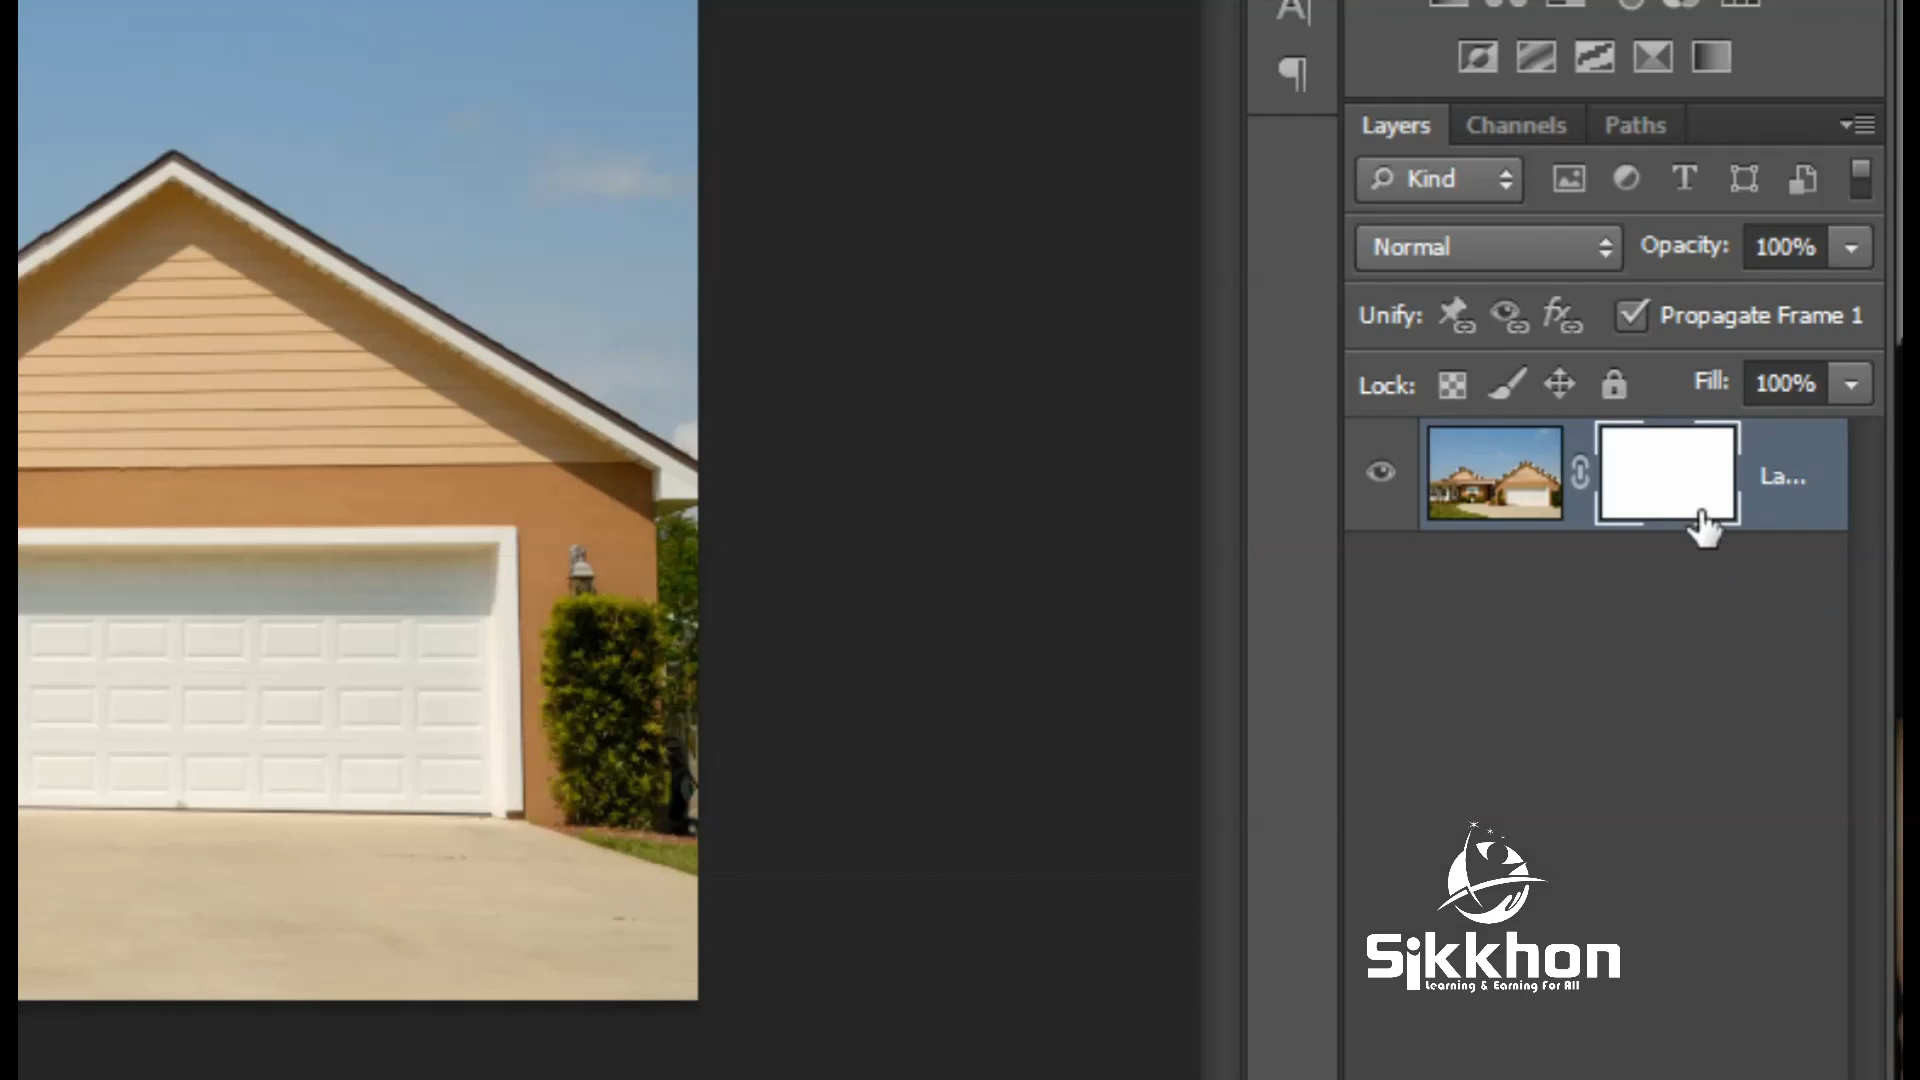 A|
Layers Channels Paths
Kind T
Normal Opacity: 100%
Unify: fx Propagate Frame 1
Lock: Fill: 100%
La...
Sikkhon
Learning & Earning For All